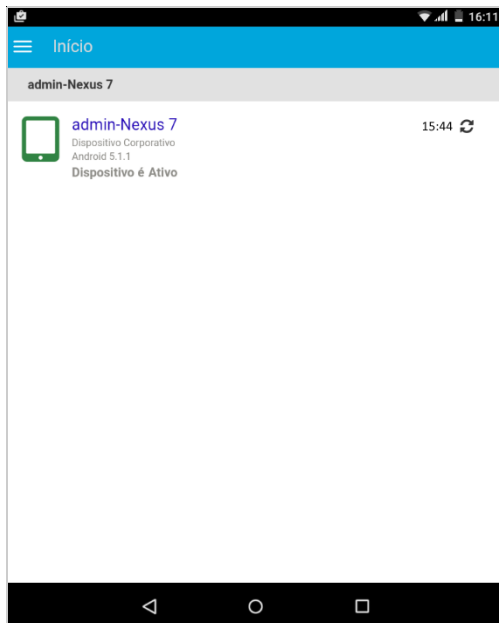 16:11
Início
admin-Nexus 7
admin-Nexus 7
15:44
Dispositivo Corporativo
Android 5.1.1
Dispositivo é Ativo